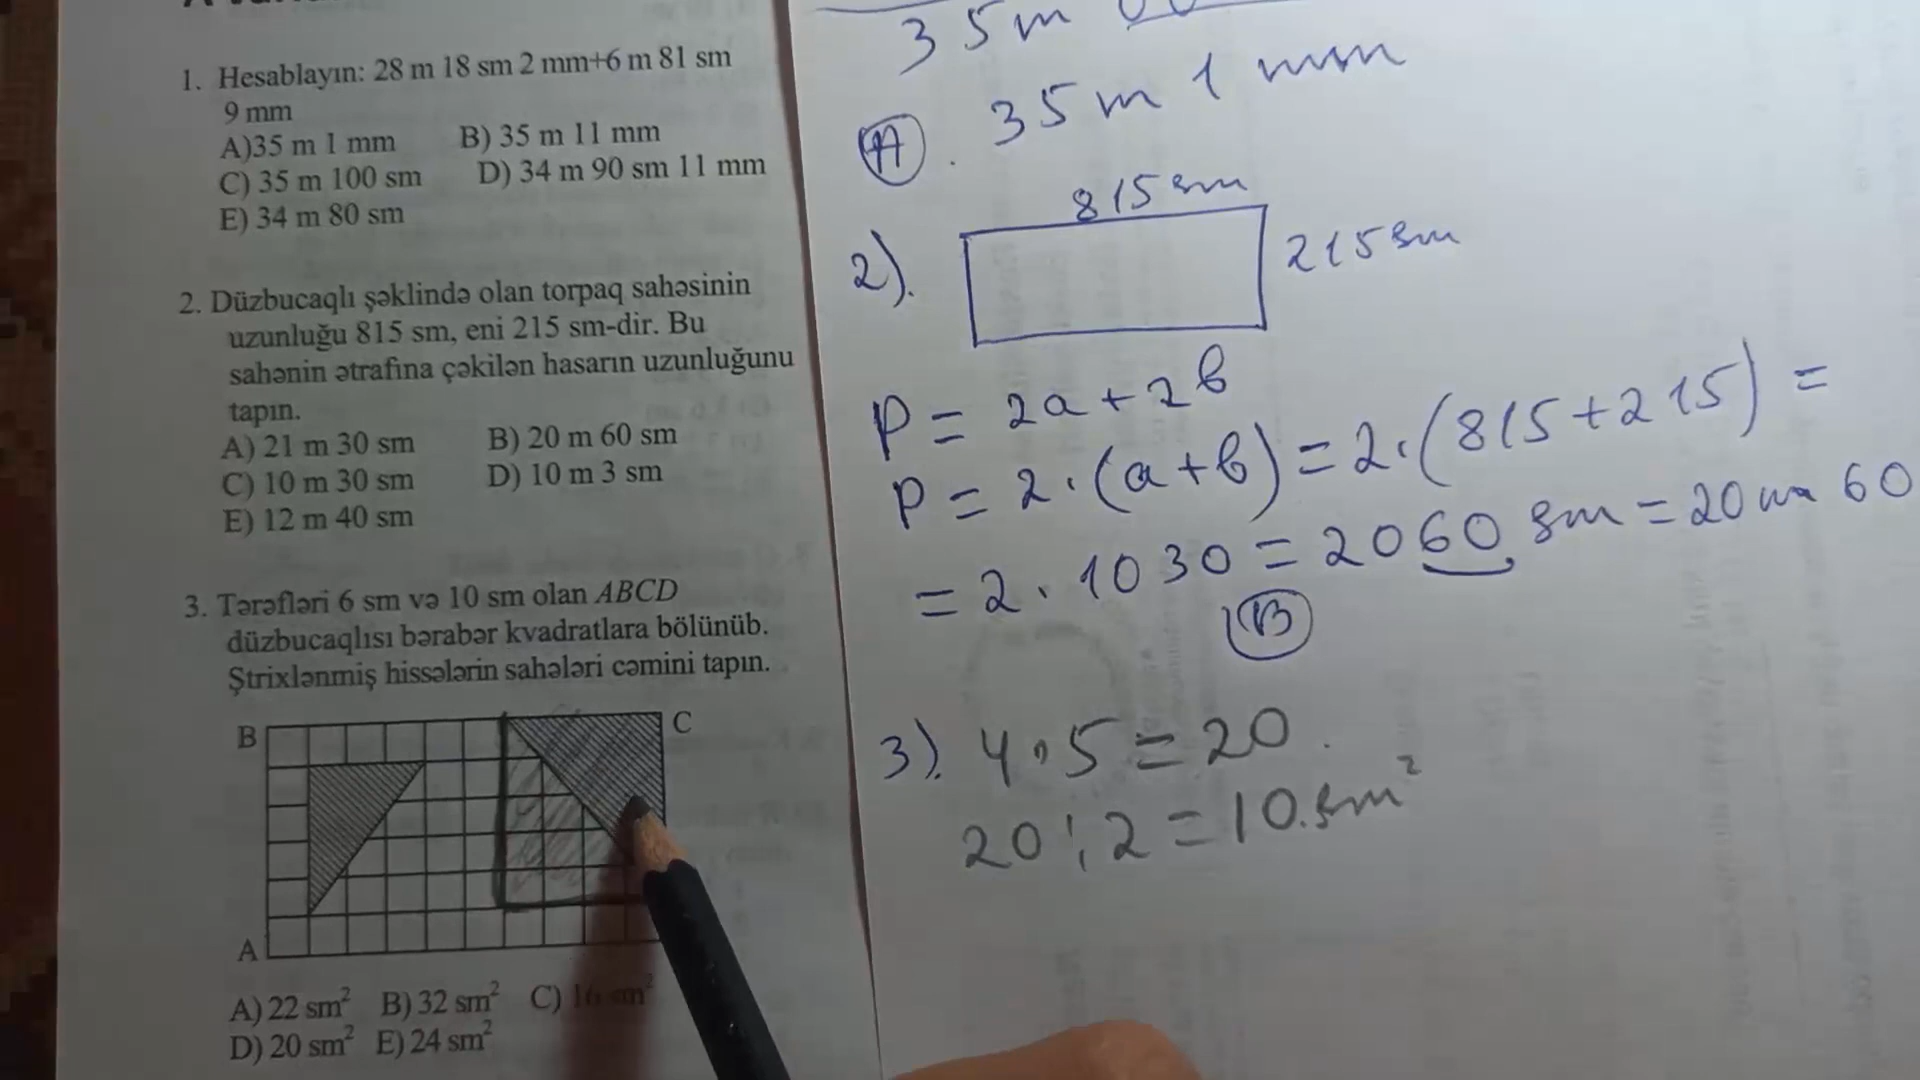 1. Hesablayın: 28 m 18 sm 2 mm+6 m 81 sm
9 mm
A)35 m 1 mm B) 35 m 11 mm
C) 35 m 100 sm D) 34 m 90 sm 11 mm
E) 34 m 80 sm
2. Düzbucaqlı şəklində olan torpaq sahəsinin
uzunluğu 815 sm, eni 215 sm-dir. Bu
sahənin ətrafına çəkilən hasarın uzunluğunu
tapın.
A) 21 m 30 sm B) 20 m 60 sm
C) 10 m 30 sm D) 10 m 3 sm
E) 12 m 40 sm
3. Tərəfləri 6 sm və 10 sm olan ABCD
düzbucaqlısı bərabər kvadratlara bölünüb.
Ştrixlənmiş hissələrin sahələri cəmini tapın.
B C
A
A) 22 sm² B) 32 sm² C) 16 sm²
D) 20 sm² E) 24 sm²
35 m
A. 35 m 1 mm
815 sm
2). 215 sm
P = 2a + 2b
P = 2·(a+b) = 2·(815+215) =
= 2·1030 = 2060 sm = 20 m 60
B
3). 4·5 = 20
20 : 2 = 10 sm²